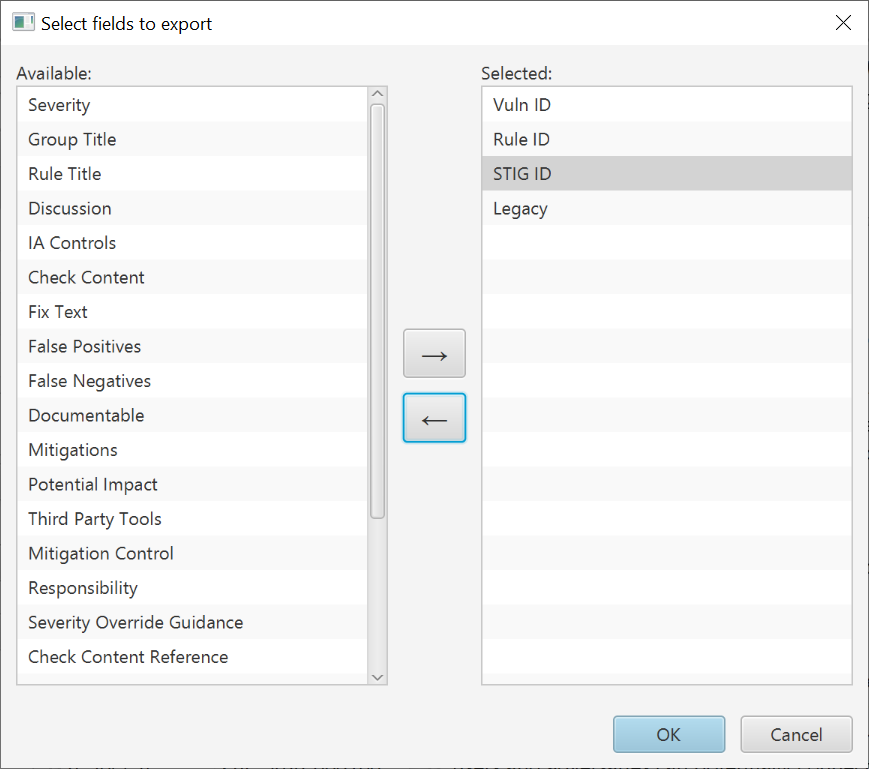 Select fields to export
Available:
Severity
Group Title
Rule Title
Discussion
IA Controls
Check Content
Fix Text
False Positives
False Negatives
Documentable
Mitigations
Potential Impact
Third Party Tools
Mitigation Control
Responsibility
Severity Override Guidance
Check Content Reference
Selected:
Vuln ID
Rule ID
STIG ID
Legacy
→
←
OK
Cancel